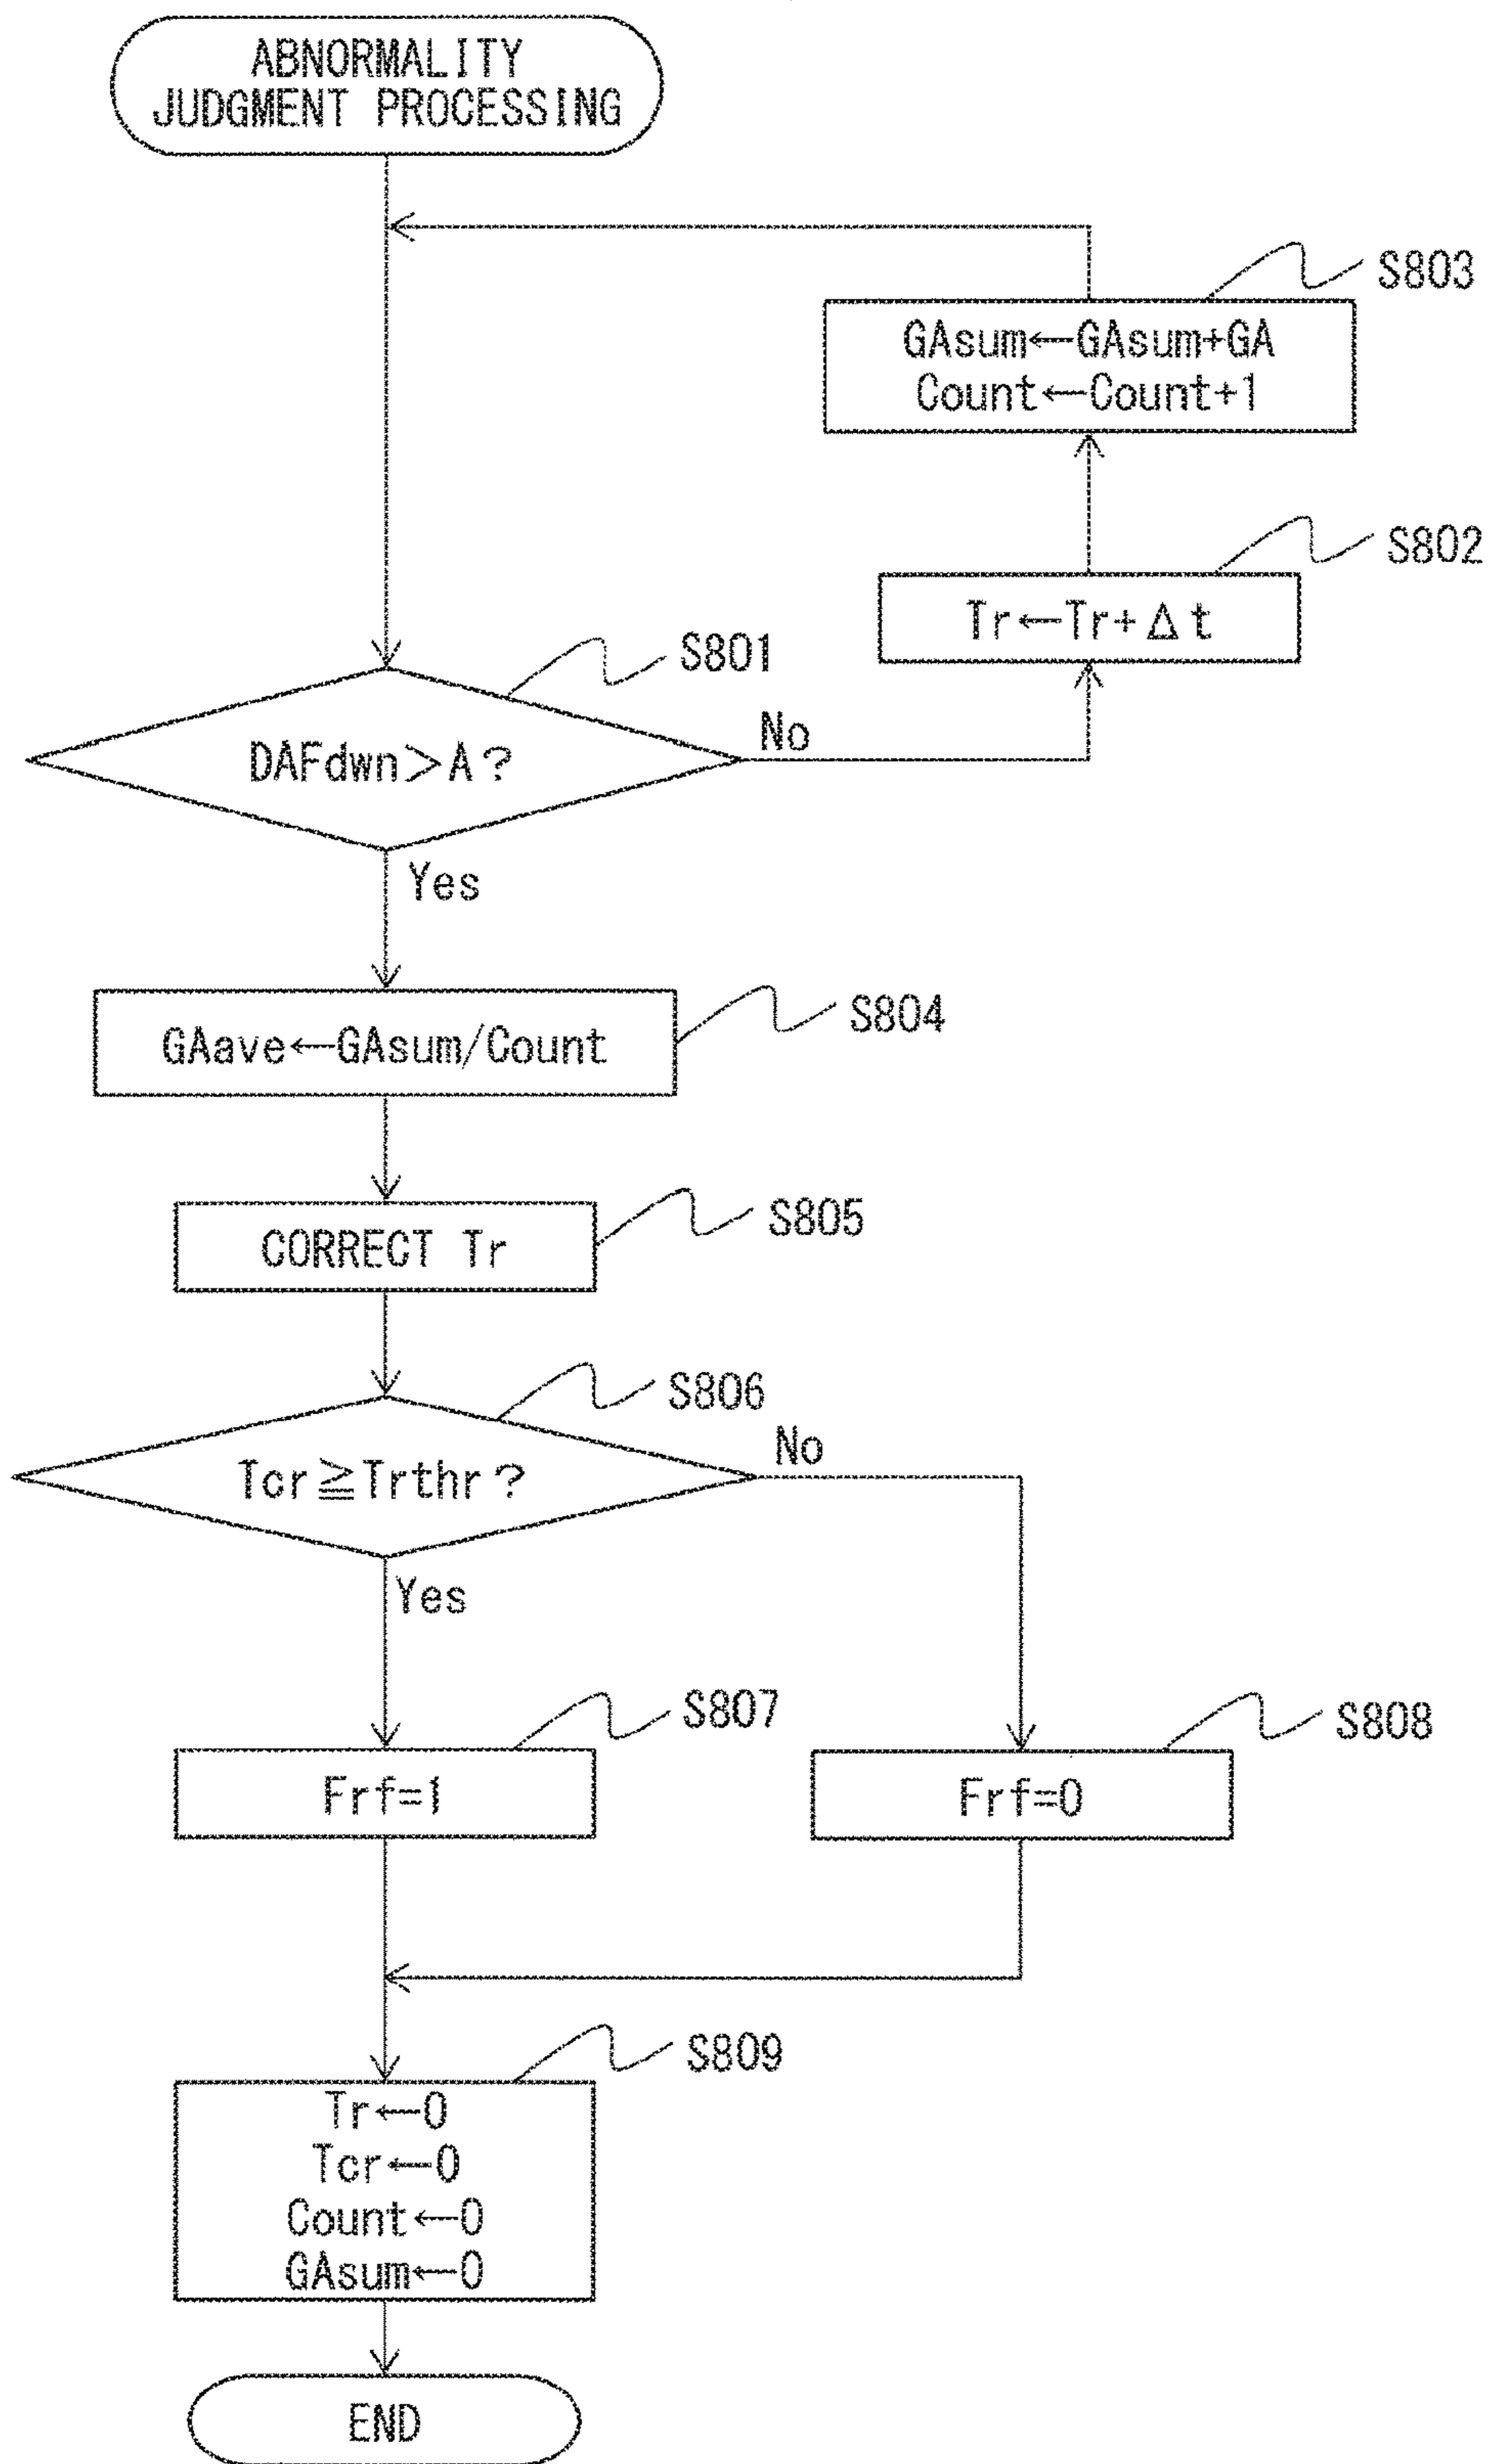 ABNORMALITY
JUDGMENT PROCESSING
S803
GAsum←GAsum+GA
Count←Count+1
S802
Tr←Tr+Δt
S801
DAFdwn>A?
No
Yes
S804
GAave←GAsum/Count
S805
CORRECT Tr
S806
Tcr≧Trthr?
No
Yes
S807
Frf=1
S808
Frf=0
S809
Tr←0
Tcr←0
Count←0
GAsum←0
END